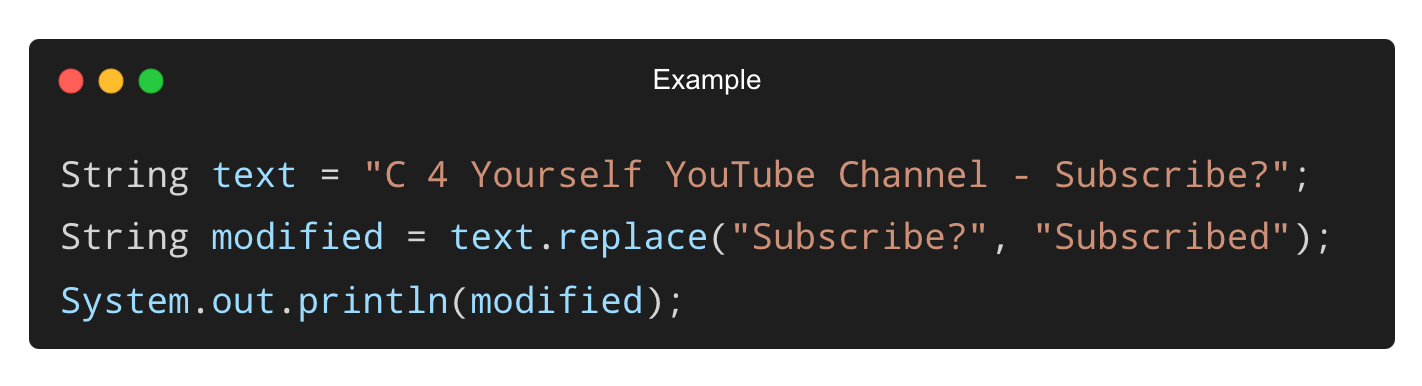 Example
String text = "C 4 Yourself YouTube Channel - Subscribe?";
String modified = text.replace("Subscribe?", "Subscribed");
System.out.println(modified);